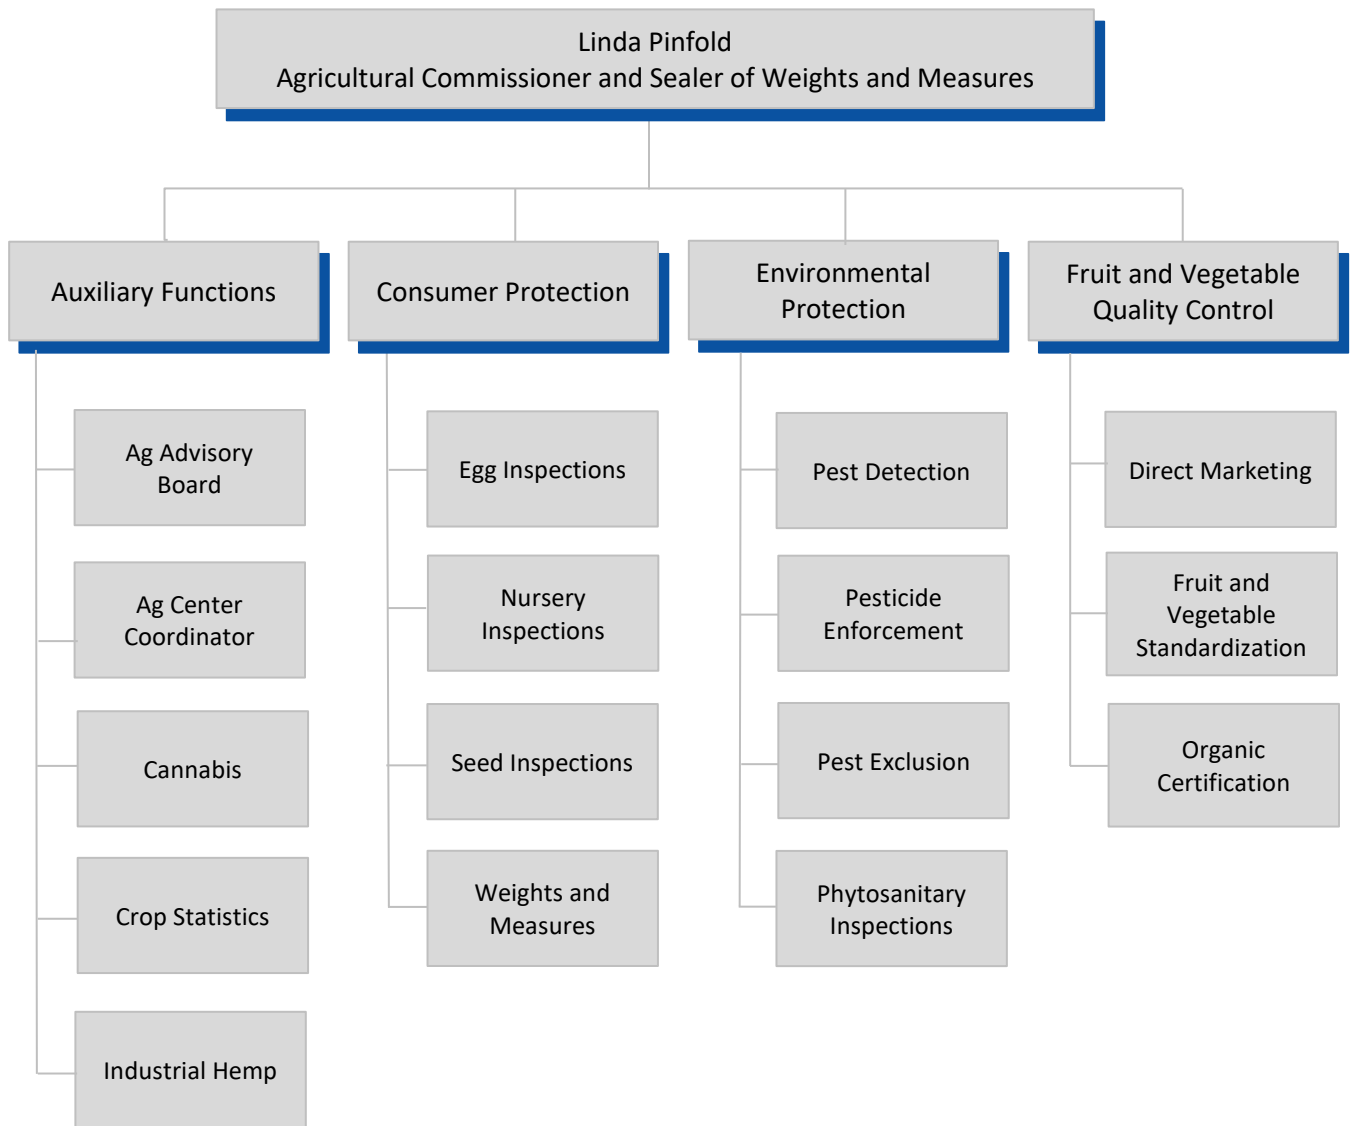 Linda Pinfold
Agricultural Commissioner and Sealer of Weights and Measures
Auxiliary Functions
Consumer Protection
Environmental
Protection
Fruit and Vegetable
Quality Control
Ag Advisory
Board
Ag Center
Coordinator
Cannabis
Crop Statistics
Industrial Hemp
Egg Inspections
Nursery
Inspections
Seed Inspections
Weights and
Measures
Pest Detection
Pesticide
Enforcement
Pest Exclusion
Phytosanitary
Inspections
Direct Marketing
Fruit and
Vegetable
Standardization
Organic
Certification